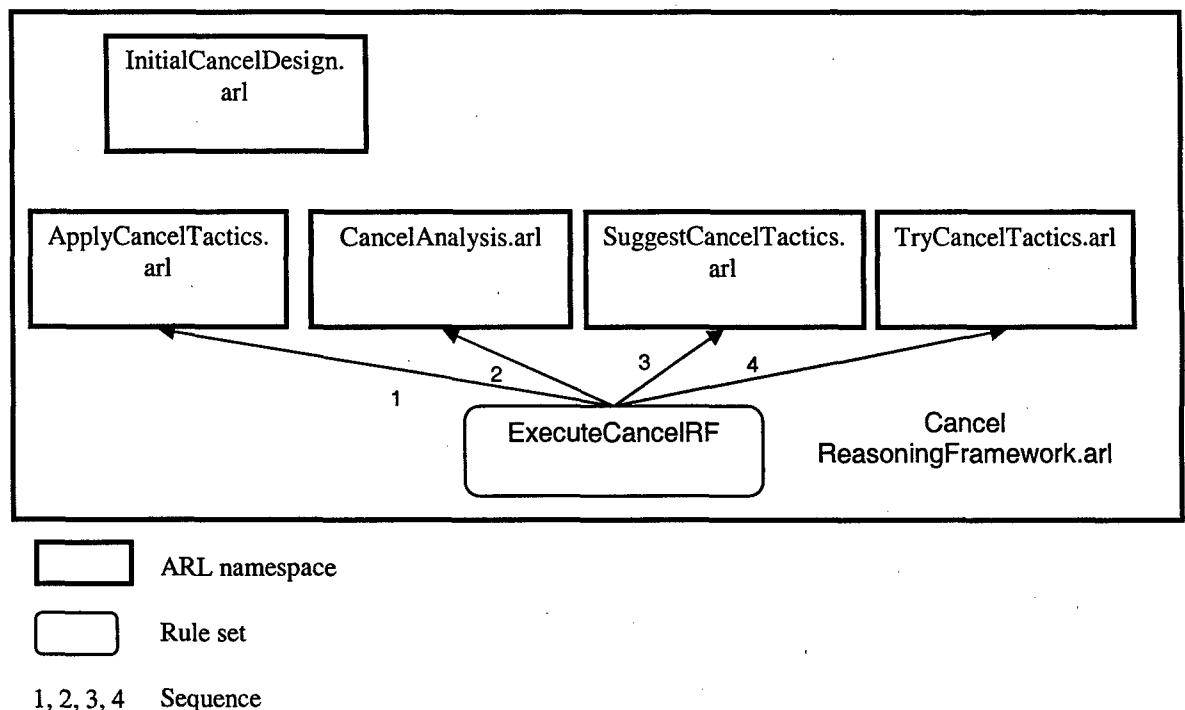 InitialCancelDesign.
arl
ApplyCancelTactics.
arl
CancelAnalysis.arl
SuggestCancelTactics.
arl
TryCancelTactics.arl
1
2
3
4
ExecuteCancelRF
Cancel
ReasoningFramework.arl
ARL namespace
Rule set
1, 2, 3, 4 Sequence